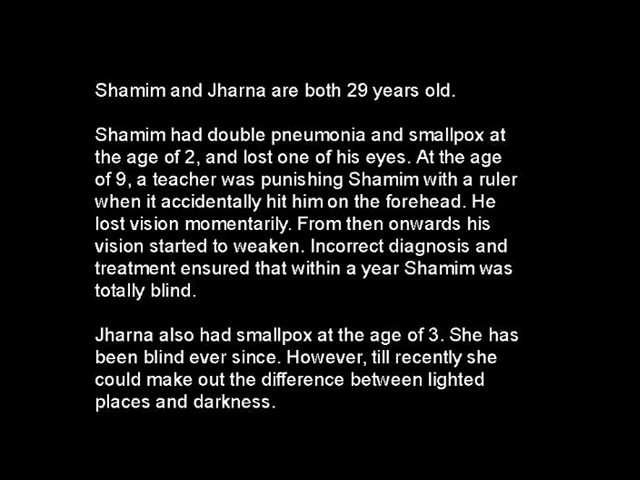 Shamim and Jharna are both 29 years old.
Shamim had double pneumonia and smallpox at
the age of 2, and lost one of his eyes. At the age
of 9, a teacher was punishing Shamim with a ruler
when it accidentally hit him on the forehead. He
lost vision momentarily. From then onwards his
vision started to weaken. Incorrect diagnosis and
treatment ensured that within a year Shamim was
totally blind.
Jharna also had smallpox at the age of 3. She has
been blind ever since. However, till recently she
could make out the difference between lighted
places and darkness.